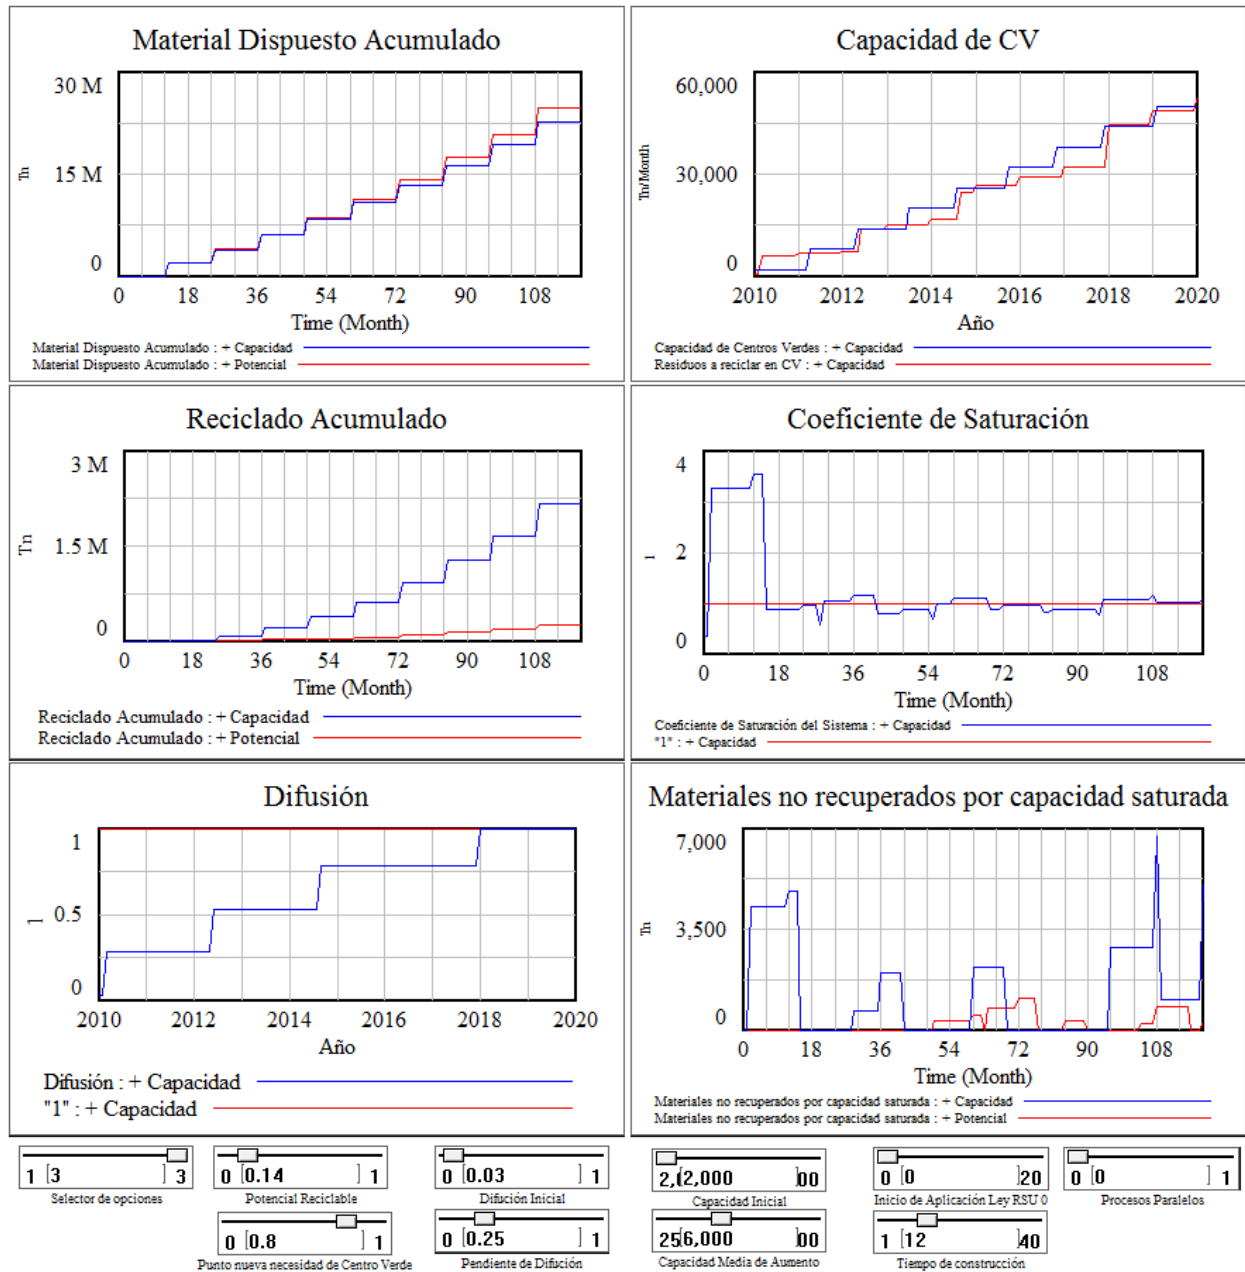 Material Dispuesto Acumulado
30 M
15 M
0
Tn
0 18 36 54 72 90 108
Time (Month)
Material Dispuesto Acumulado : + Capacidad
Material Dispuesto Acumulado : + Potencial
Capacidad de CV
60,000
30,000
0
Tn/Month
2010 2012 2014 2016 2018 2020
Año
Capacidad de Centros Verdes : + Capacidad
Residuos a reciclar en CV : + Capacidad
Reciclado Acumulado
3 M
1.5 M
0
Tn
0 18 36 54 72 90 108
Time (Month)
Reciclado Acumulado : + Capacidad
Reciclado Acumulado : + Potencial
Coeficiente de Saturación
4
2
0
1
0 18 36 54 72 90 108
Time (Month)
Coeficiente de Saturación del Sistema : + Capacidad
"1" : + Capacidad
Difusión
1
0.5
0
1
2010 2012 2014 2016 2018 2020
Año
Difusión : + Capacidad
"1" : + Capacidad
Materiales no recuperados por capacidad saturada
7,000
3,500
0
Tn
0 18 36 54 72 90 108
Time (Month)
Materiales no recuperados por capacidad saturada : + Capacidad
Materiales no recuperados por capacidad saturada : + Potencial
1 [3 ] 3
Selector de opciones
0 [0.14 ] 1
Potencial Reciclable
0 [0.03 ] 1
Difución Inicial
2,([2,000 ]00
Capacidad Inicial
0 [0 ]20
Inicio de Aplicación Ley RSU 0
0 [0 ] 1
Procesos Paralelos
0 [0.8 ] 1
Punto nueva necesidad de Centro Verde
0 [0.25 ] 1
Pendiente de Difución
25[6,000 ]00
Capacidad Media de Aumento
1 [12 ]40
Tiempo de construcción